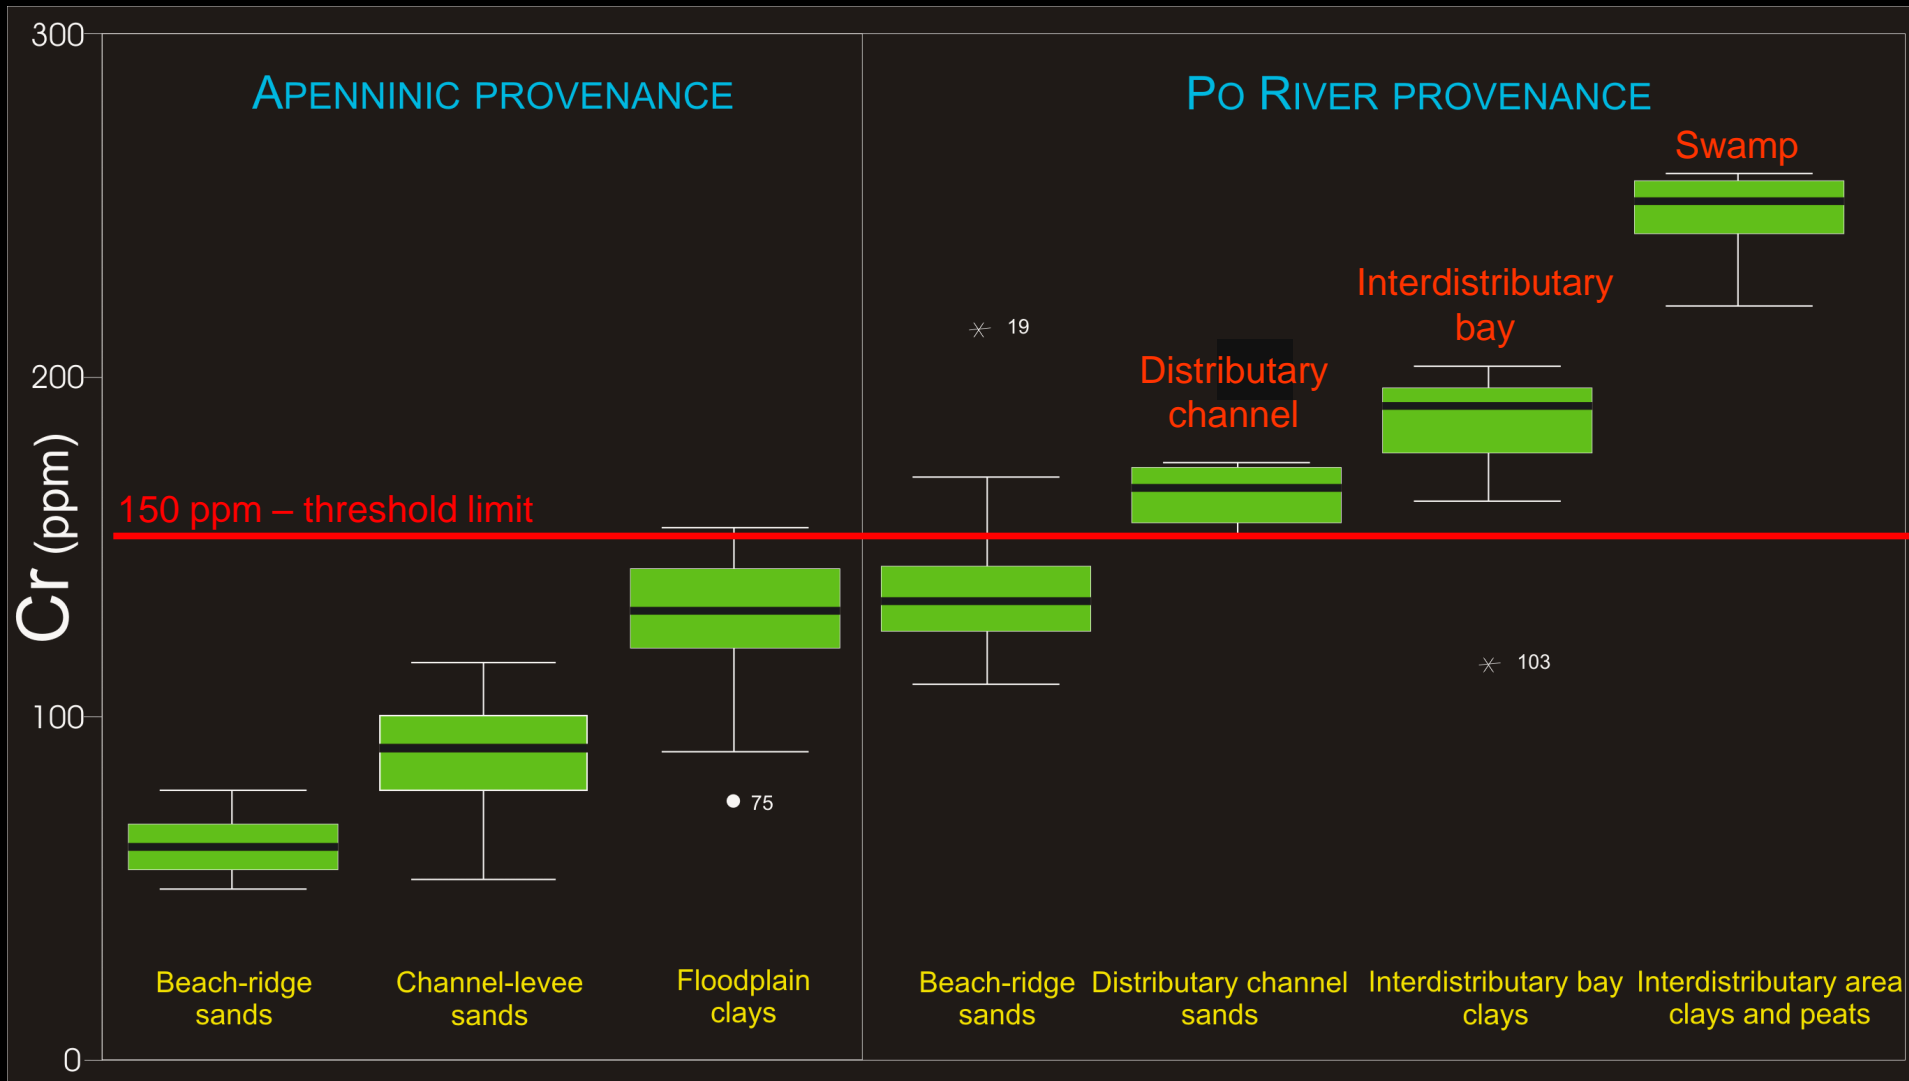 300
APENNINIC PROVENANCE
PO RIVER PROVENANCE
Swamp
Interdistributary
bay
19
200
Distributary
channel
Cr (ppm)
150 ppm – threshold limit
103
100
75
Beach-ridge
sands
Channel-levee
sands
Floodplain
clays
Beach-ridge
sands
Distributary channel
sands
Interdistributary bay
clays
Interdistributary area
clays and peats
0